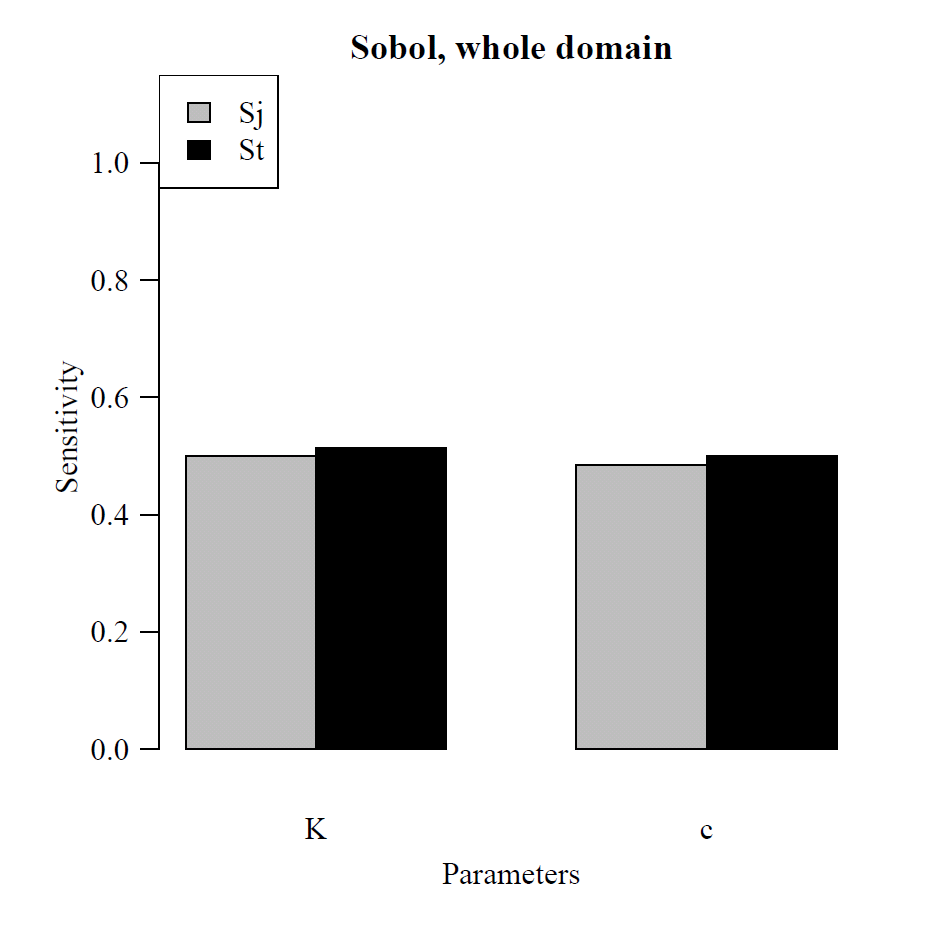 Sobol, whole domain
Sj
St
1.0
0.8
0.6
0.4
0.2
0.0
Sensitivity
K
c
Parameters